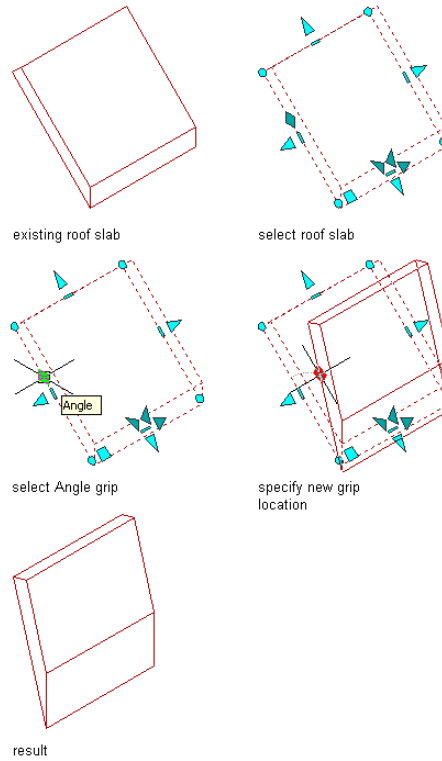 existing roof slab
select roof slab
Angle
select Angle grip
specify new grip
location
result